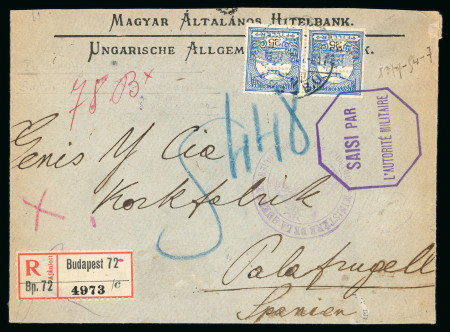 MAGYAR ÁLTALÁNOS HITELBANK.
UNGARISCHE ALLGEM K.
78 B x
448
SAISI PAR
L'AUTORITÉ MILITAIRE
Genis y Cia
Korkfabrik
Palafrugell
Spanien
R
Budapest 72
Bp. 72
4973 /c